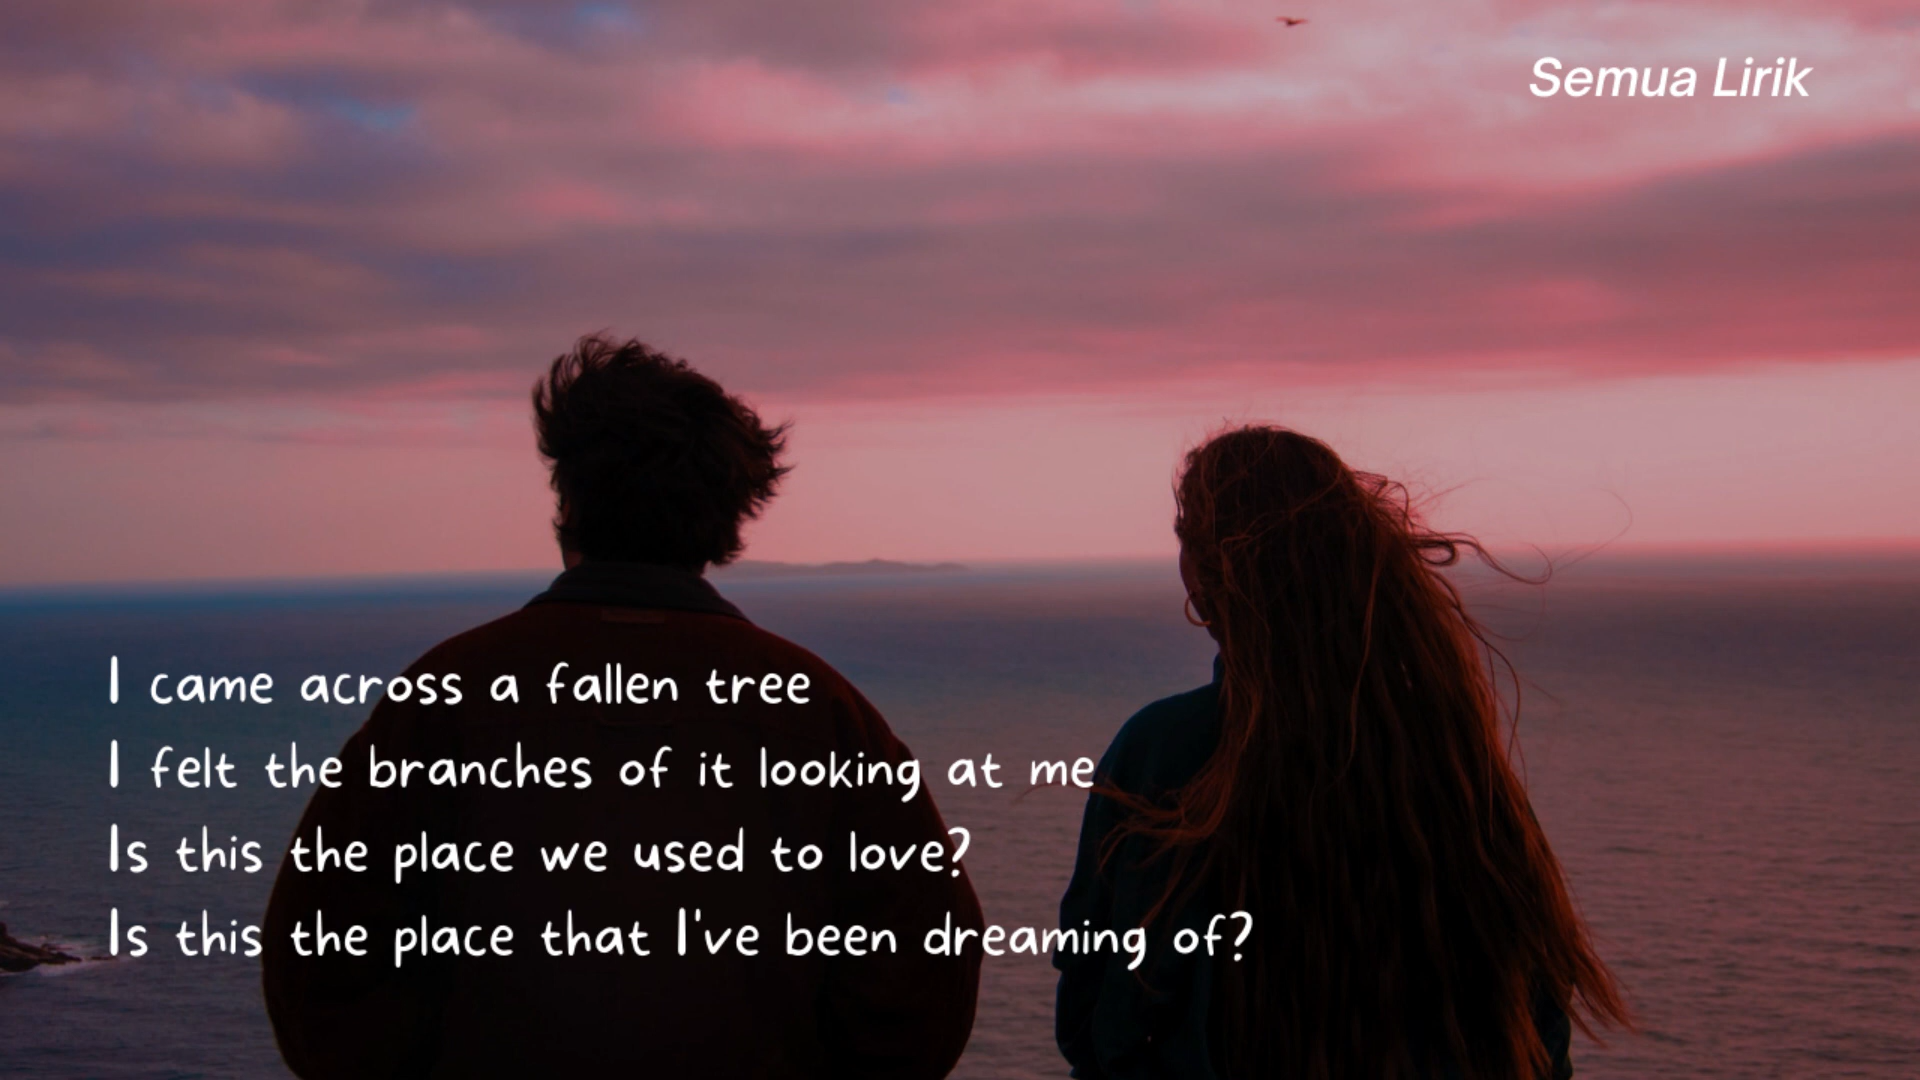 Semua Lirik
I came across a fallen tree
I felt the branches of it looking at me
Is this the place we used to love?
Is this the place that I've been dreaming of?